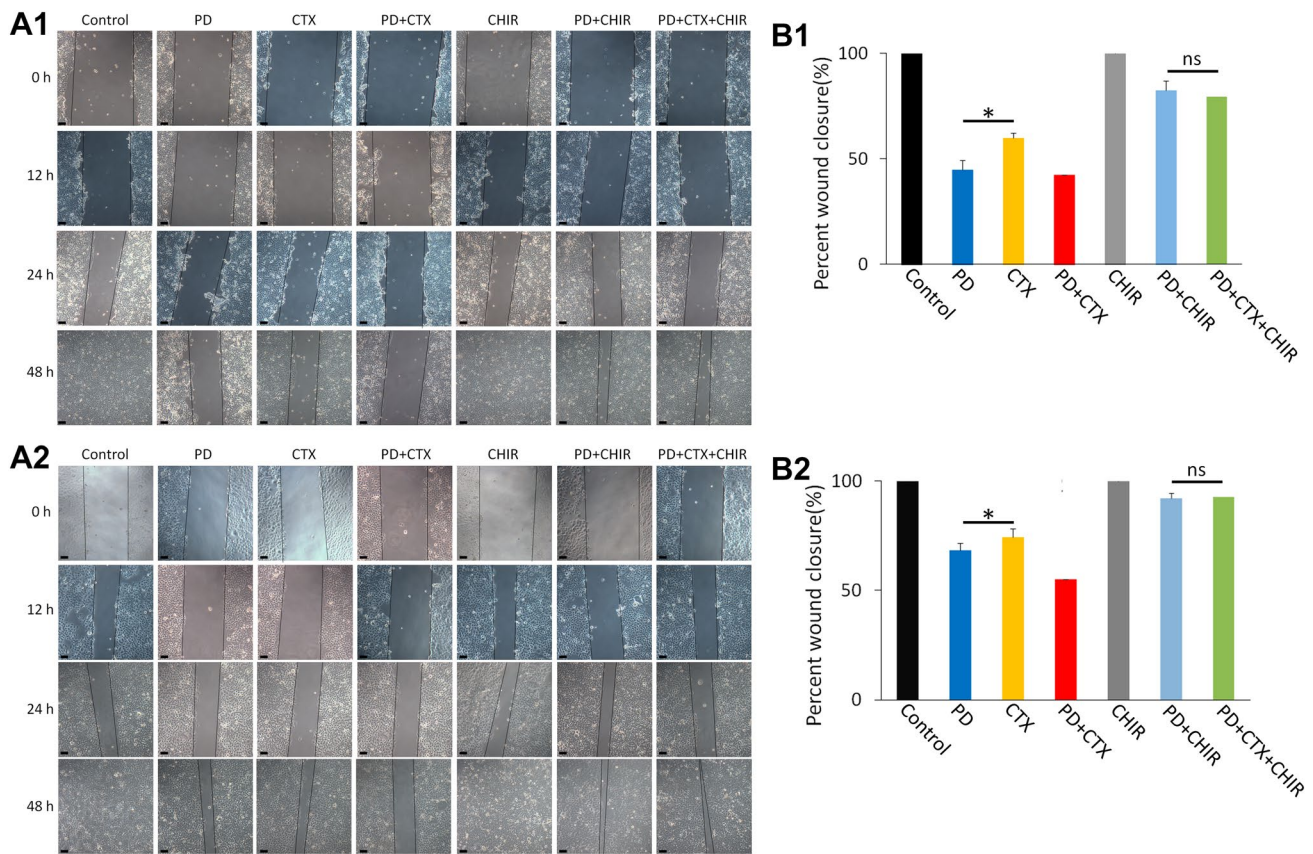 A1
Control PD CTX PD+CTX CHIR PD+CHIR PD+CTX+CHIR
0 h
12 h
24 h
48 h
B1
Percent wound closure(%)
100
50
0
*
ns
Control PD CTX PD+CTX CHIR PD+CHIR PD+CTX+CHIR
A2
Control PD CTX PD+CTX CHIR PD+CHIR PD+CTX+CHIR
0 h
12 h
24 h
48 h
B2
Percent wound closure(%)
100
50
0
*
ns
Control PD CTX PD+CTX CHIR PD+CHIR PD+CTX+CHIR